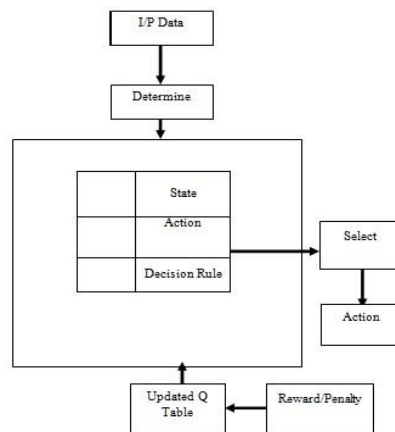 I/P Data
Determine
State
Action
Decision Rule
Select
Action
Updated Q
Table
Reward/Penalty